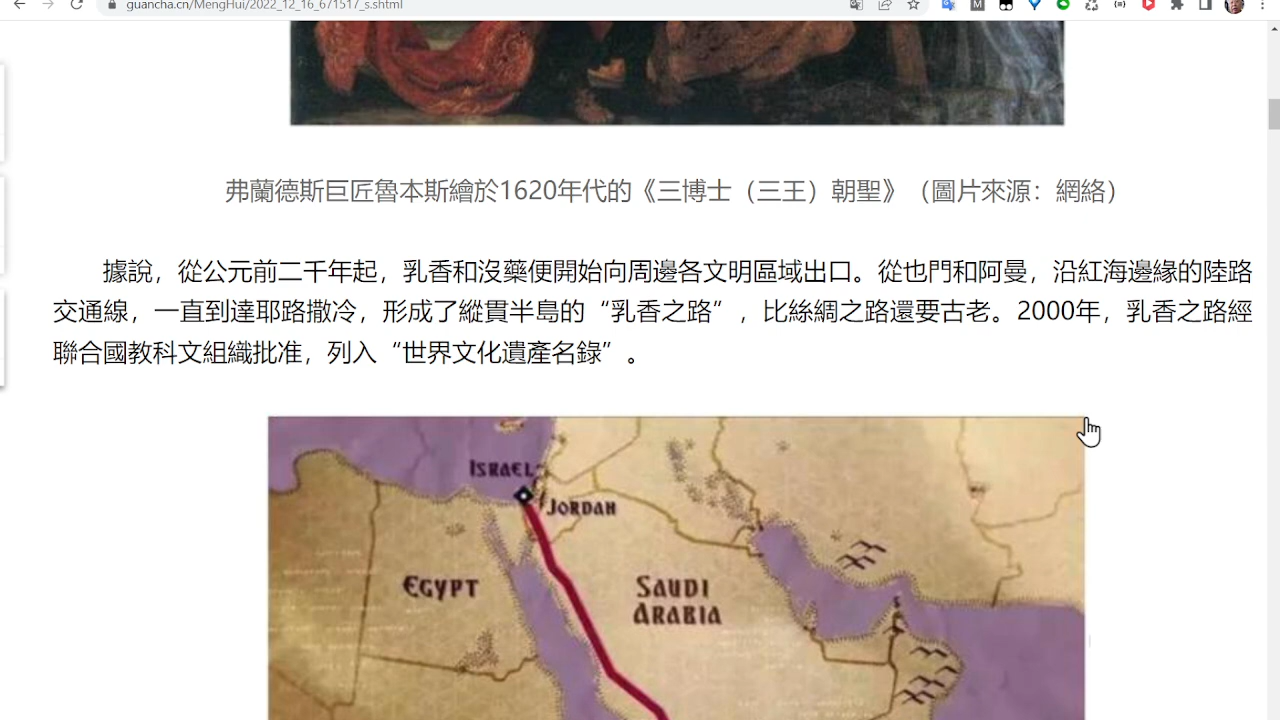 guancha.cn/MengHui/2022_12_16_671517_s.shtml
弗蘭德斯巨匠魯本斯繪於1620年代的《三博士（三王）朝聖》（圖片來源：網絡）
據說，從公元前二千年起，乳香和沒藥便開始向周邊各文明區域出口。從也門和阿曼，沿紅海邊緣的陸路
交通線，一直到達耶路撒冷，形成了縱貫半島的“乳香之路”，比絲綢之路還要古老。2000年，乳香之路經
聯合國教科文組織批准，列入“世界文化遺產名錄”。
ISRAEL
JORDAN
EGYPT
SAUDI
ARABIA